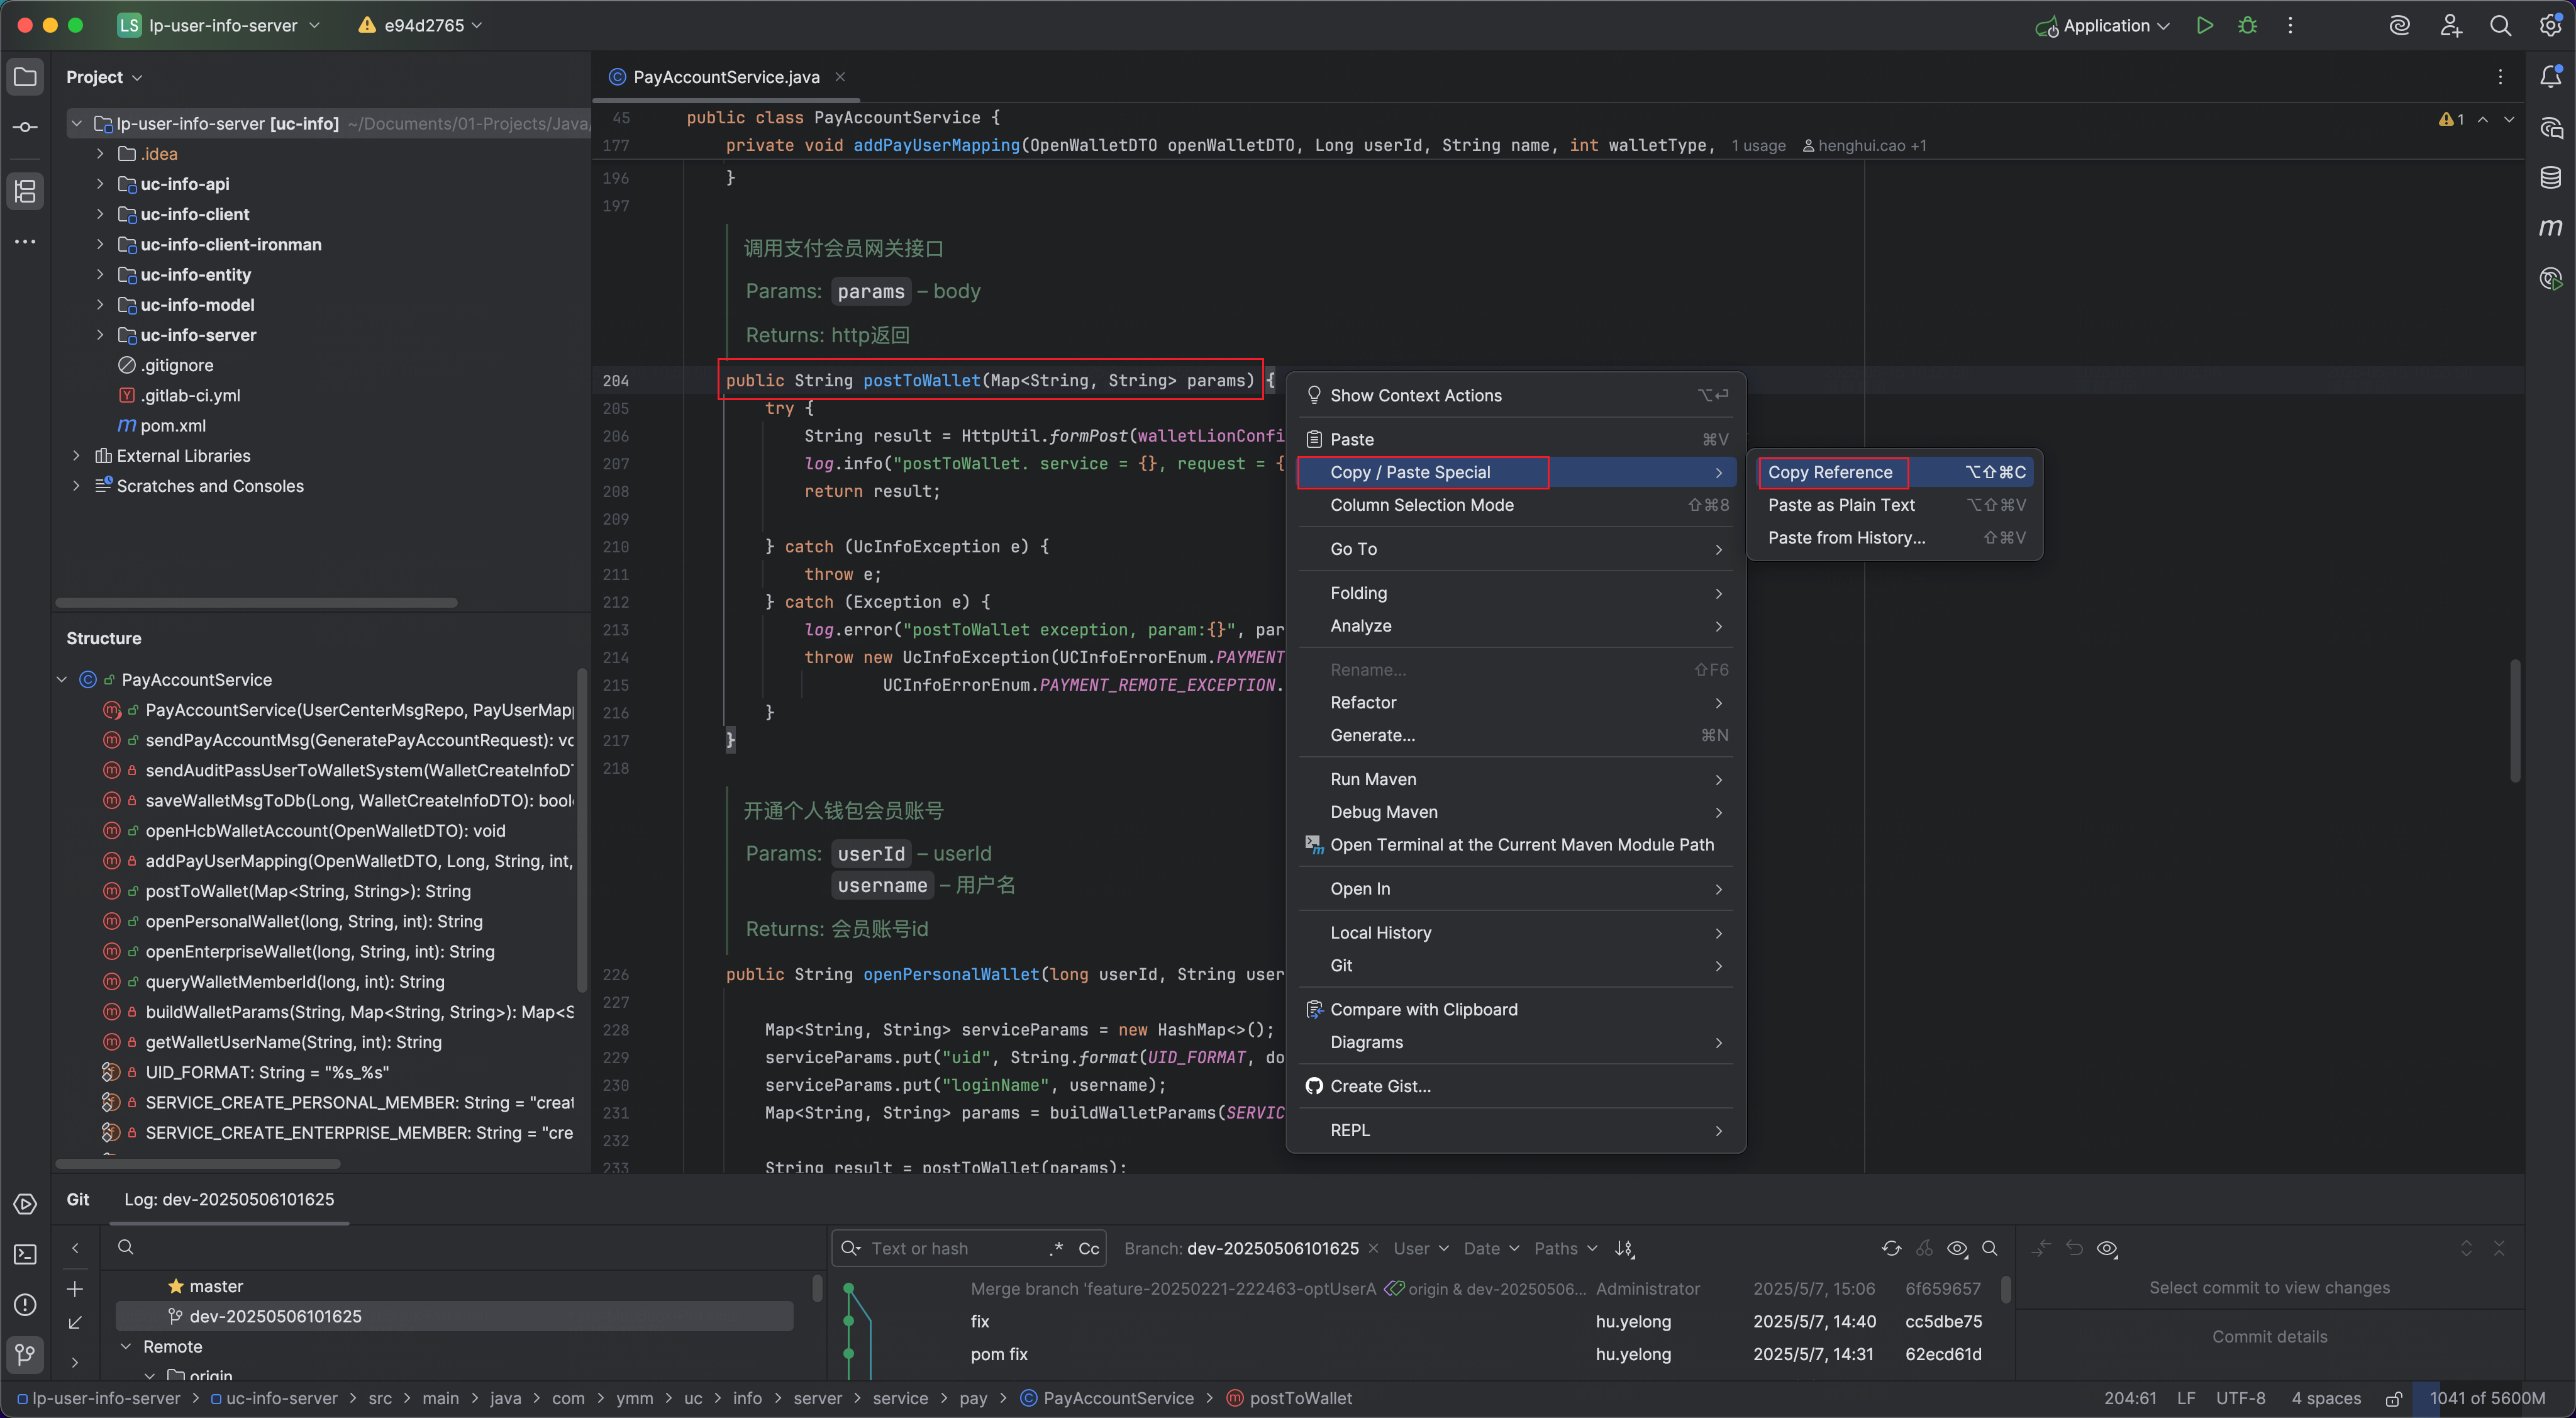 LS lp-user-info-server e94d2765 Application
Project
PayAccountService.java
lp-user-info-server [uc-info] ~/Documents/01-Projects/Java/
.idea
uc-info-api
uc-info-client
uc-info-client-ironman
uc-info-entity
uc-info-model
uc-info-server
.gitignore
.gitlab-ci.yml
pom.xml
External Libraries
Scratches and Consoles
Structure
PayAccountService
PayAccountService(UserCenterMsgRepo, PayUserMapp
sendPayAccountMsg(GeneratePayAccountRequest): vo
sendAuditPassUserToWalletSystem(WalletCreateInfoDT
saveWalletMsgToDb(Long, WalletCreateInfoDTO): boole
openHcbWalletAccount(OpenWalletDTO): void
addPayUserMapping(OpenWalletDTO, Long, String, int,
postToWallet(Map<String, String>): String
openPersonalWallet(long, String, int): String
openEnterpriseWallet(long, String, int): String
queryWalletMemberId(long, int): String
buildWalletParams(String, Map<String, String>): Map<S
getWalletUserName(String, int): String
UID_FORMAT: String = "%s_%s"
SERVICE_CREATE_PERSONAL_MEMBER: String = "creat
SERVICE_CREATE_ENTERPRISE_MEMBER: String = "cre
45 public class PayAccountService {
1
177 private void addPayUserMapping(OpenWalletDTO openWalletDTO, Long userId, String name, int walletType, 1 usage henghui.cao +1
196 }
197
调用支付会员网关接口
Params: params – body
Returns: http返回
204 public String postToWallet(Map<String, String> params) {
205 try {
206 String result = HttpUtil.formPost(walletLionConfi
207 log.info("postToWallet. service = {}, request = {
208 return result;
209
210 } catch (UcInfoException e) {
211 throw e;
212 } catch (Exception e) {
213 log.error("postToWallet exception, param:{}", par
214 throw new UcInfoException(UCInfoErrorEnum.PAYMENT
215 UCInfoErrorEnum.PAYMENT_REMOTE_EXCEPTION.
216 }
217 }
218
开通个人钱包会员账号
Params: userId – userId
username – 用户名
Returns: 会员账号id
226 public String openPersonalWallet(long userId, String user
227
228 Map<String, String> serviceParams = new HashMap<>();
229 serviceParams.put("uid", String.format(UID_FORMAT, do
230 serviceParams.put("loginName", username);
231 Map<String, String> params = buildWalletParams(SERVIC
232
233 String result = postToWallet(params);
Show Context Actions ⌥⏎
Paste ⌘V
Copy / Paste Special
Column Selection Mode ⇧⌘8
Go To
Folding
Analyze
Rename... ⇧F6
Refactor
Generate... ⌘N
Run Maven
Debug Maven
Open Terminal at the Current Maven Module Path
Open In
Local History
Git
Compare with Clipboard
Diagrams
Create Gist...
REPL
Copy Reference ⌥⇧⌘C
Paste as Plain Text ⌥⇧⌘V
Paste from History... ⇧⌘V
Git Log: dev-20250506101625
master
dev-20250506101625
Remote
origin
Text or hash .* Cc Branch: dev-20250506101625 User Date Paths
Merge branch 'feature-20250221-222463-optUserA origin & dev-20250506... Administrator 2025/5/7, 15:06 6f659657
fix hu.yelong 2025/5/7, 14:40 cc5dbe75
pom fix hu.yelong 2025/5/7, 14:31 62ecd61d
Select commit to view changes
Commit details
lp-user-info-server > uc-info-server > src > main > java > com > ymm > uc > info > server > service > pay > PayAccountService > postToWallet 204:61 LF UTF-8 4 spaces 1041 of 5600M